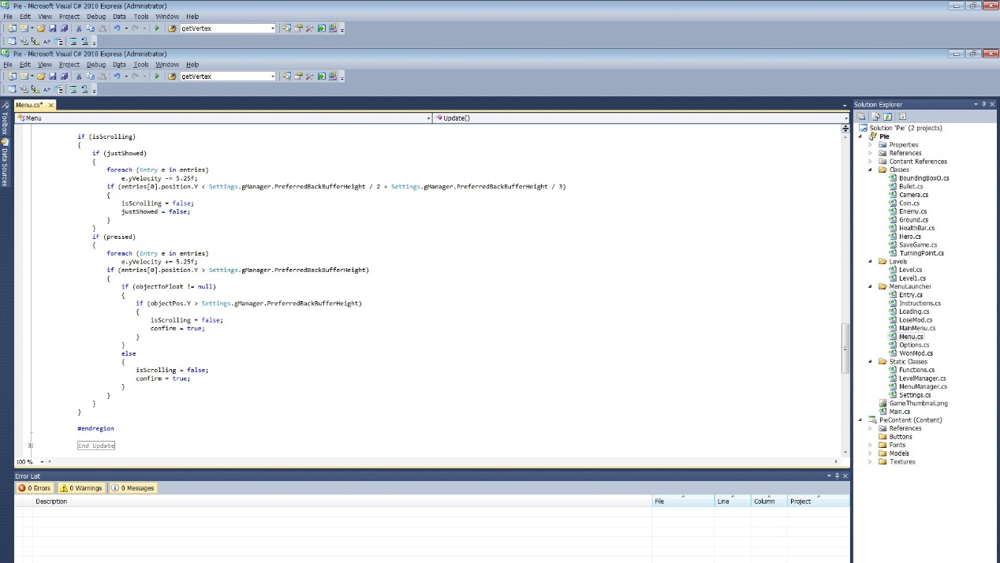 Pie - Microsoft Visual C# 2010 Express (Administrator)
File Edit View Project Debug Data Tools Window Help
getVertex
Pie - Microsoft Visual C# 2010 Express (Administrator)
File Edit View Project Debug Data Tools Window Help
getVertex
Toolbox
Data Sources
Menu.cs*
Menu
Update()
if (isScrolling)
{
if (justShowed)
{
foreach (Entry e in entries)
e.yVelocity -= 5.25f;
if (entries[0].position.Y < Settings.gManager.PreferredBackBufferHeight / 2 + Settings.gManager.PreferredBackBufferHeight / 3)
{
isScrolling = false;
justShowed = false;
}
}
if (pressed)
{
foreach (Entry e in entries)
e.yVelocity += 5.25f;
if (entries[0].position.Y > Settings.gManager.PreferredBackBufferHeight)
{
if (objectToFloat != null)
{
if (objectPos.Y > Settings.gManager.PreferredBackBufferHeight)
{
isScrolling = false;
confirm = true;
}
}
else
{
isScrolling = false;
confirm = true;
}
}
}
}
#endregion
End Update
100 %
Error List
0 Errors 0 Warnings 0 Messages
Description File Line Column Project
Solution Explorer
Solution 'Pie' (2 projects)
Pie
Properties
References
Content References
Classes
BoundingBoxO.cs
Bullet.cs
Camera.cs
Coin.cs
Enemy.cs
Ground.cs
HealthBar.cs
Hero.cs
SaveGame.cs
TurningPoint.cs
Levels
Level.cs
Level1.cs
MenuLauncher
Entry.cs
Instructions.cs
Loading.cs
LoseMod.cs
MainMenu.cs
Menu.cs
Options.cs
WonMod.cs
Static Classes
Functions.cs
LevelManager.cs
MenuManager.cs
Settings.cs
GameThumbnail.png
Main.cs
PieContent (Content)
References
Buttons
Fonts
Models
Textures